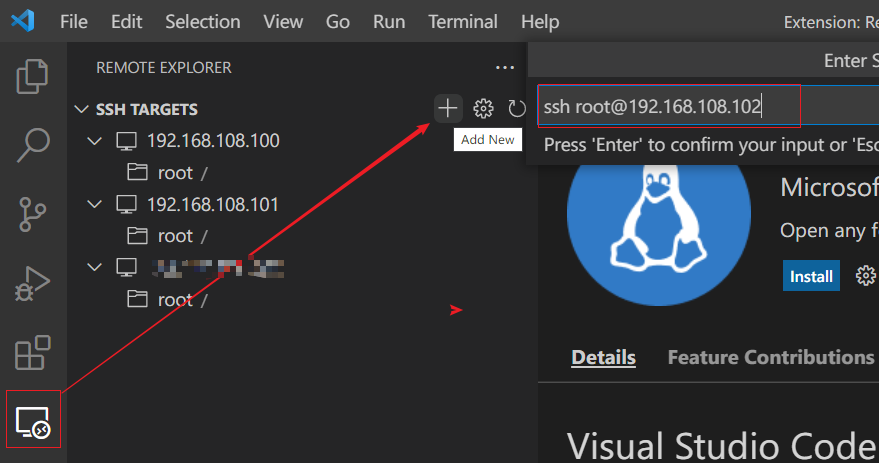 File Edit Selection View Go Run Terminal Help Extension: Re
REMOTE EXPLORER
Enter S
SSH TARGETS
ssh root@192.168.108.102
Add New
192.168.108.100
Press 'Enter' to confirm your input or 'Esc
root /
Microsof
192.168.108.101
Open any f
root /
Install
root /
Details Feature Contributions
Visual Studio Code